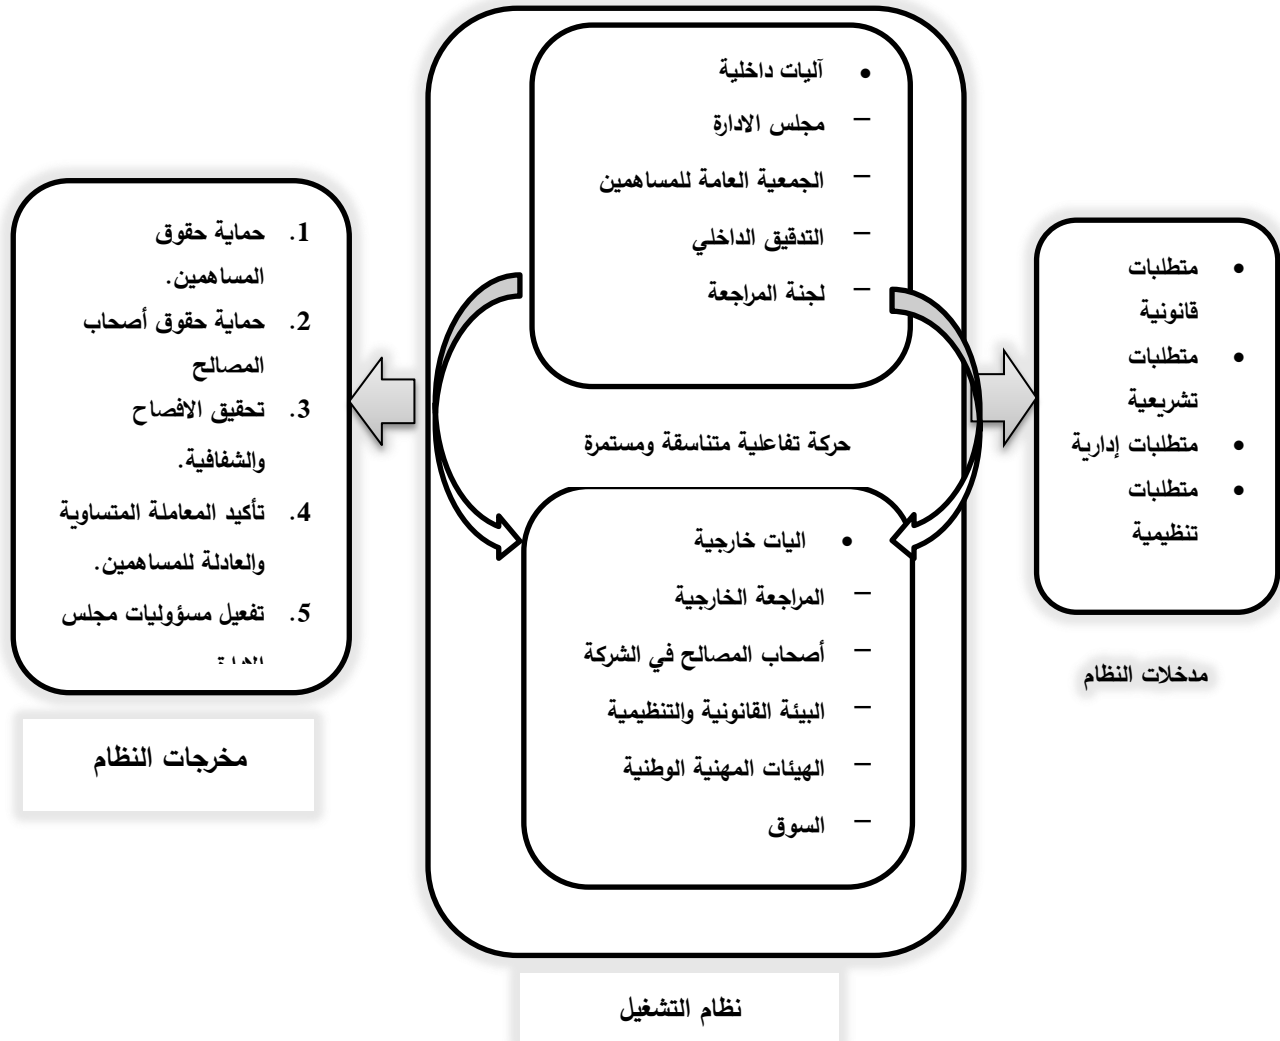 • متطلبات
قانونية
• متطلبات
تشريعية
• متطلبات إدارية
• متطلبات
تنظيمية
مدخلات النظام
• آليات داخلية
– مجلس الادارة
– الجمعية العامة للمساهمين
– التدقيق الداخلي
– لجنة المراجعة
حركة تفاعلية متناسقة ومستمرة
• اليات خارجية
– المراجعة الخارجية
– أصحاب المصالح في الشركة
– البيئة القانونية والتنظيمية
– الهيئات المهنية الوطنية
– السوق
نظام التشغيل
1. حماية حقوق
المساهمين.
2. حماية حقوق أصحاب
المصالح
3. تحقيق الافصاح
والشفافية.
4. تأكيد المعاملة المتساوية
والعادلة للمساهمين.
5. تفعيل مسؤوليات مجلس
مخرجات النظام